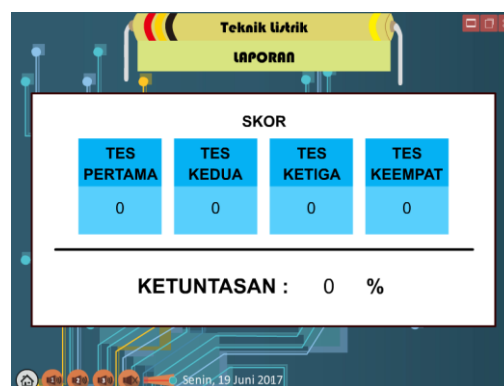 Teknik Listrik
LAPORAN
SKOR
TES PERTAMA
TES KEDUA
TES KETIGA
TES KEEMPAT
0 0 0 0
KETUNTASAN : 0 %
Senin, 19 Juni 2017